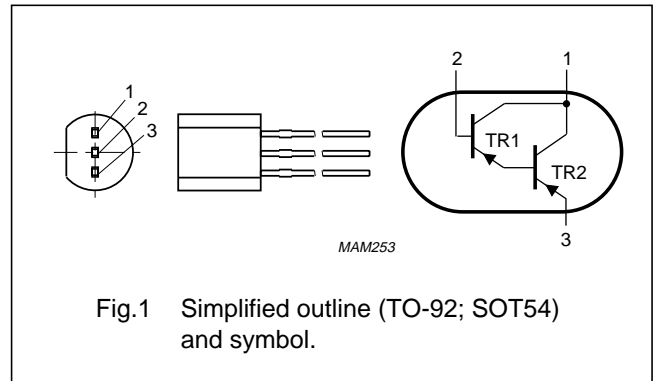 1
2
3
2
1
TR1
TR2
3
MAM253
Fig.1 Simplified outline (TO-92; SOT54)
and symbol.